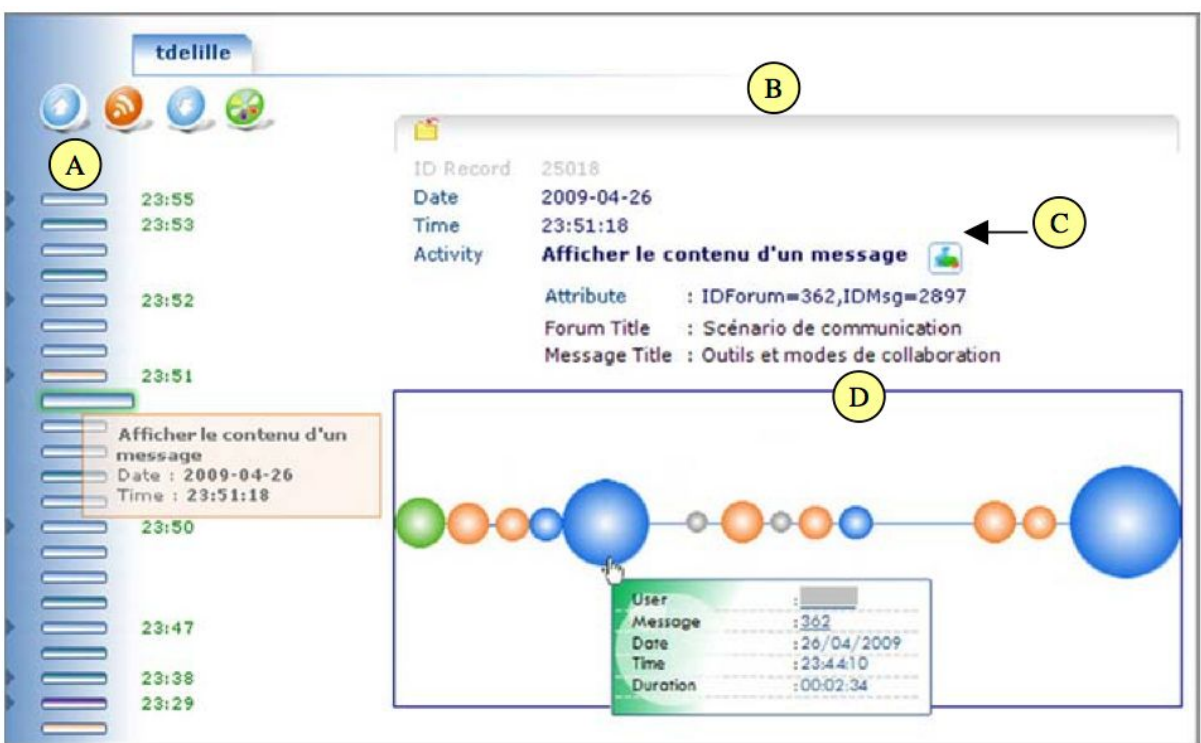 tdelille
B
A
ID Record 25018
Date 2009-04-26
Time 23:51:18
Activity Afficher le contenu d'un message
C
Attribute : IDForum=362,IDMsg=2897
Forum Title : Scénario de communication
Message Title : Outils et modes de collaboration
23:55
23:53
23:52
23:51
Afficher le contenu d'un
message
Date : 2009-04-26
Time : 23:51:18
23:50
23:47
23:38
23:29
D
User :
Message :362
Date :26/04/2009
Time :23:44:10
Duration :00:02:34